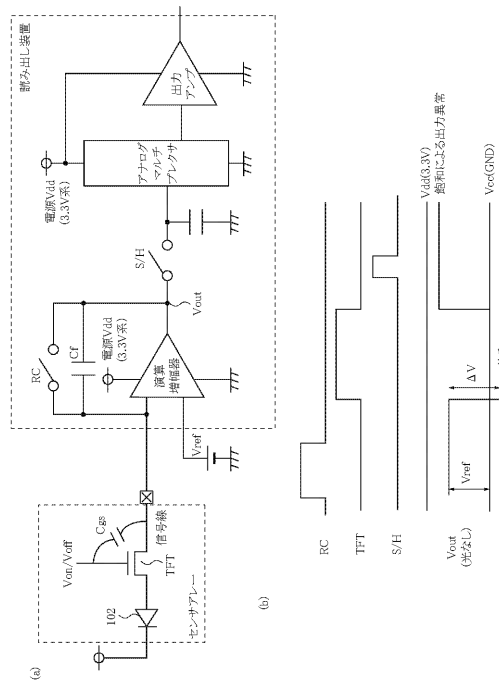 (a)
読み出し装置
RC
Cf
電源Vdd
(3.3V系)
電源Vdd
(3.3V系)
Von/Voff
Cgs
102
信号線
TFT
センサアレー
Vref
演算
増幅器
Vout
S/H
アナログ
マルチ
プレクサ
出力
アンプ
(b)
RC
TFT
S/H
Vdd(3.3V)
飽和による出力異常
Vout
(光なし)
Vref
ΔV
Vcc(GND)